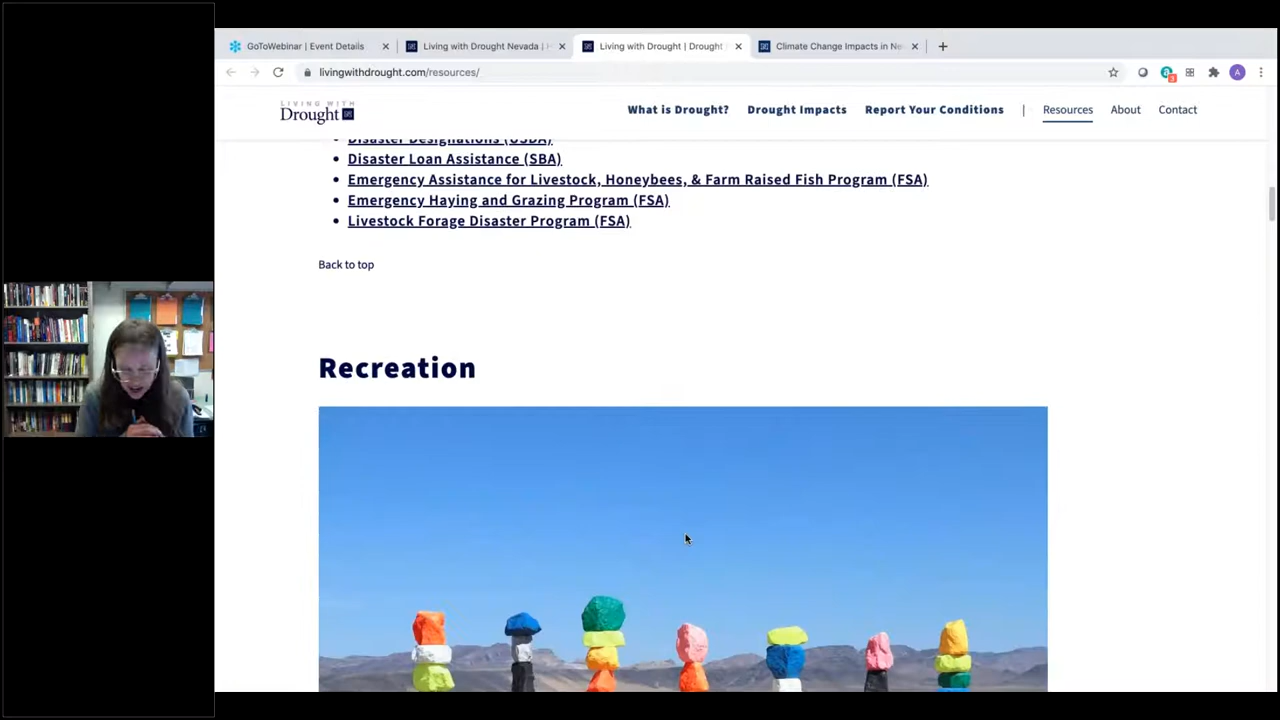 GoToWebinar | Event Details
Living with Drought Nevada |
Living with Drought | Drought
Climate Change Impacts in Ne
livingwithdrought.com/resources/
A
LIVING WITH
Drought
What is Drought?
Drought Impacts
Report Your Conditions
|
Resources
About
Contact
Disaster Designations (USDA)
Disaster Loan Assistance (SBA)
Emergency Assistance for Livestock, Honeybees, & Farm Raised Fish Program (FSA)
Emergency Haying and Grazing Program (FSA)
Livestock Forage Disaster Program (FSA)
Back to top
Recreation